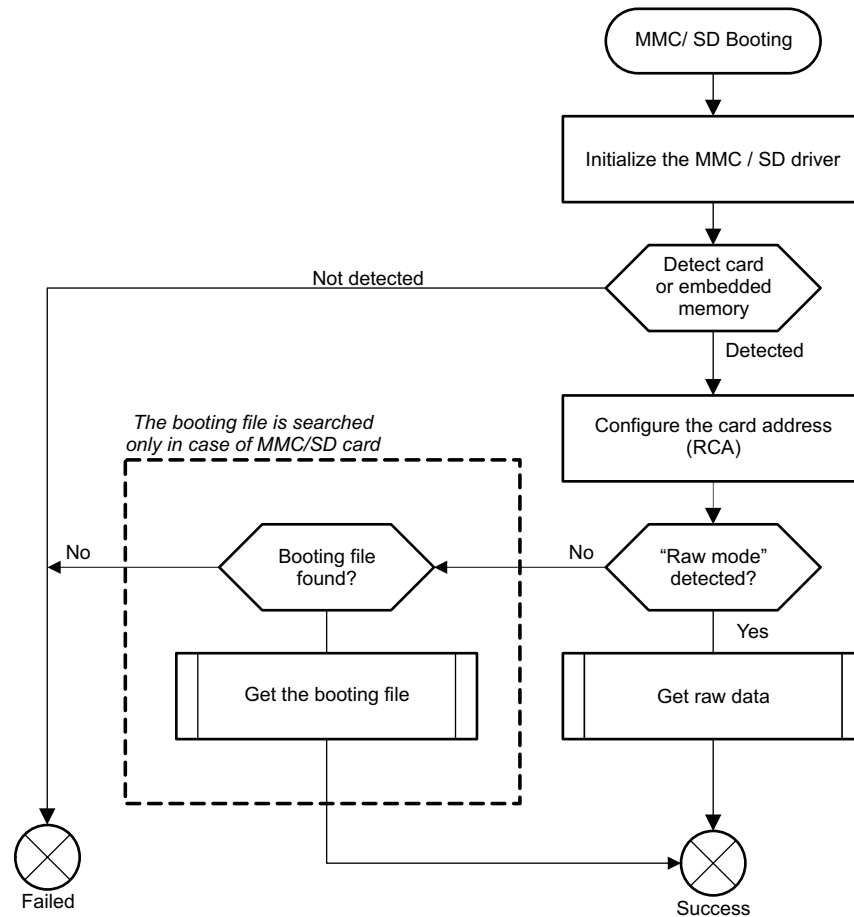 MMC/ SD Booting
Initialize the MMC / SD driver
Detect card
or embedded
memory
Not detected
Detected
Configure the card address
(RCA)
The booting file is searched
only in case of MMC/SD card
“Raw mode”
detected?
No
Booting file
found?
No
Yes
Get the booting file
Get raw data
Failed
Success